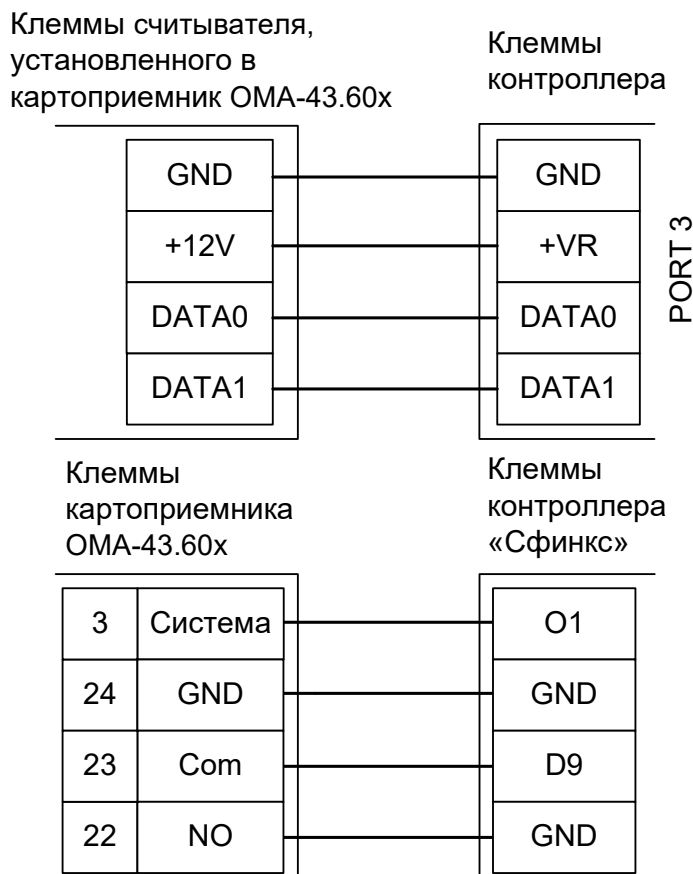 Клеммы считывателя,
установленного в
картоприемник ОМА-43.60х
Клеммы
контроллера
GND
GND
+12V
+VR
DATA0
DATA0
DATA1
DATA1
PORT 3
Клеммы
картоприемника
ОМА-43.60х
Клеммы
контроллера
«Сфинкс»
3 Система
O1
24 GND
GND
23 Com
D9
22 NO
GND